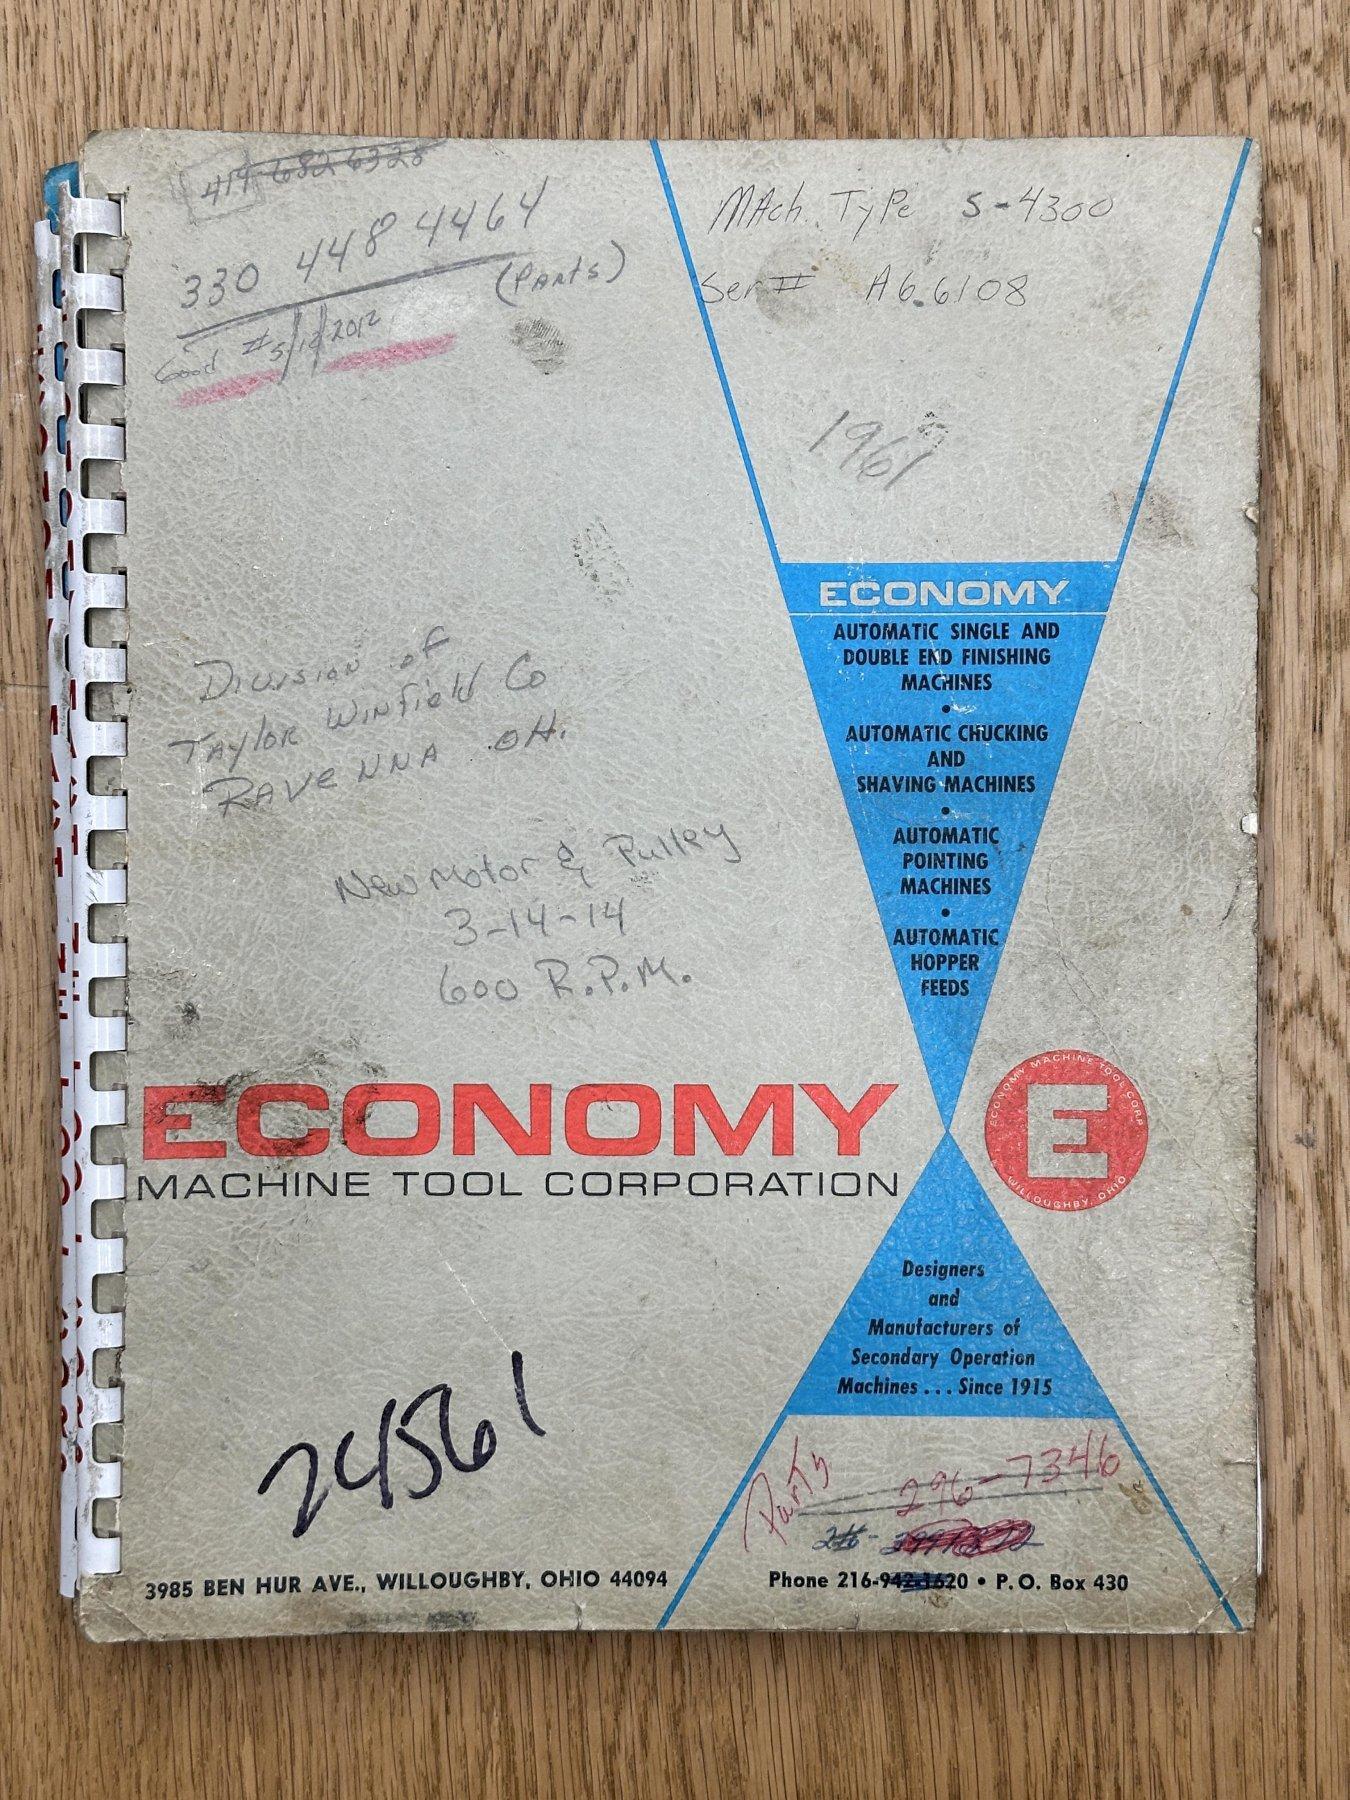 330 448 4464
(Parts)
Good # 5/12/2012
Mach. Type S-4300
Ser # A6.6108
1961
ECONOMY
AUTOMATIC SINGLE AND
DOUBLE END FINISHING
MACHINES
•
AUTOMATIC CHUCKING
AND
SHAVING MACHINES
•
AUTOMATIC
POINTING
MACHINES
•
AUTOMATIC
HOPPER
FEEDS
Division of
Taylor Winfield Co
Ravenna OH.
New Motor & Pulley
3-14-14
600 R.P.M.
ECONOMY
MACHINE TOOL CORPORATION
ECONOMY MACHINE TOOL CORP
E
WILLOUGHBY, OHIO
Designers
and
Manufacturers of
Secondary Operation
Machines . . . Since 1915
24561
Parts 296-7346
3985 BEN HUR AVE., WILLOUGHBY, OHIO 44094
Phone 216-942-1620 • P. O. Box 430